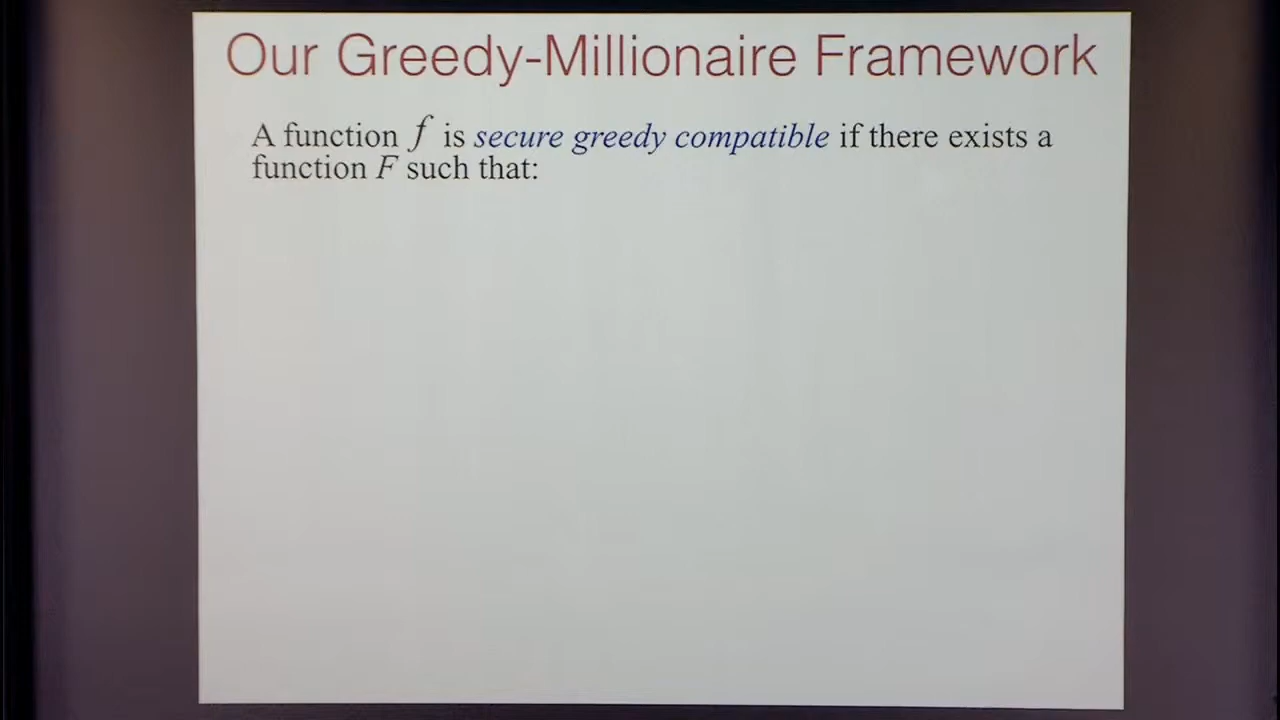 Our Greedy-Millionaire Framework
A function f is secure greedy compatible if there exists a
function F such that: